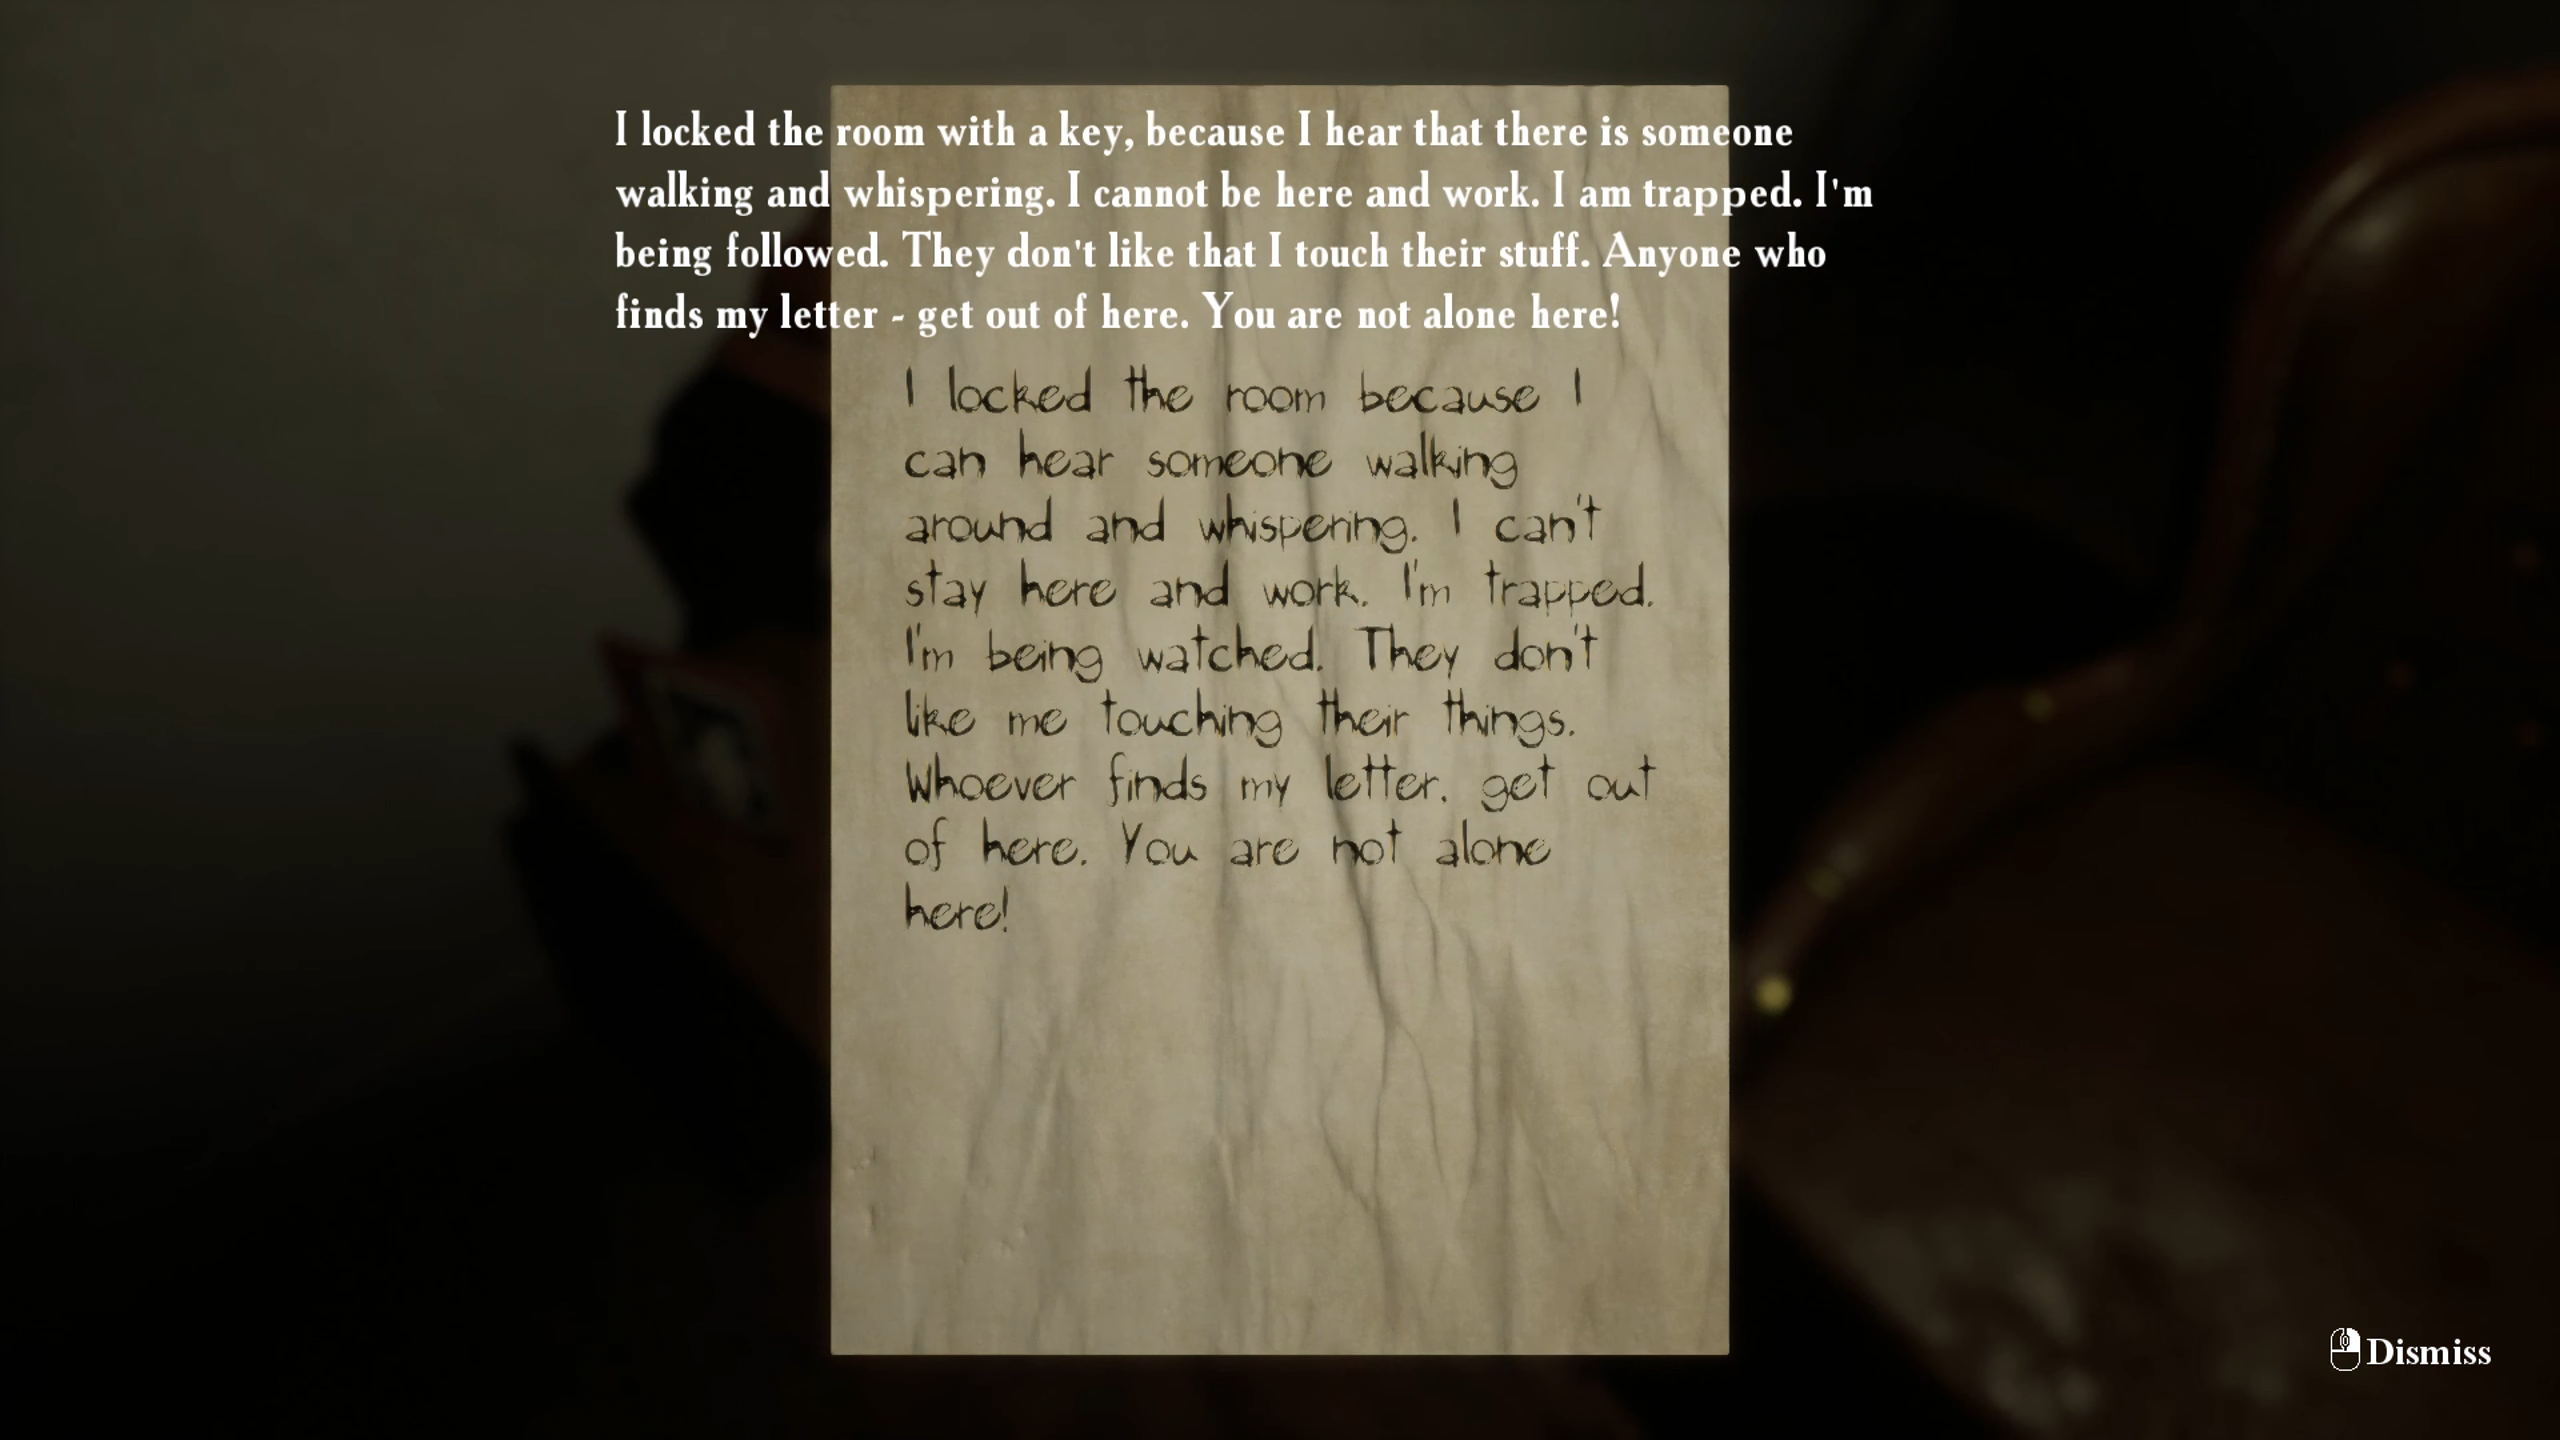 I locked the room with a key, because I hear that there is someone
walking and whispering. I cannot be here and work. I am trapped. I'm
being followed. They don't like that I touch their stuff. Anyone who
finds my letter - get out of here. You are not alone here!
I locked the room because I
can hear someone walking
around and whispering. I can't
stay here and work. I'm trapped.
I'm being watched. They don't
like me touching their things.
Whoever finds my letter, get out
of here. You are not alone
here!
Dismiss